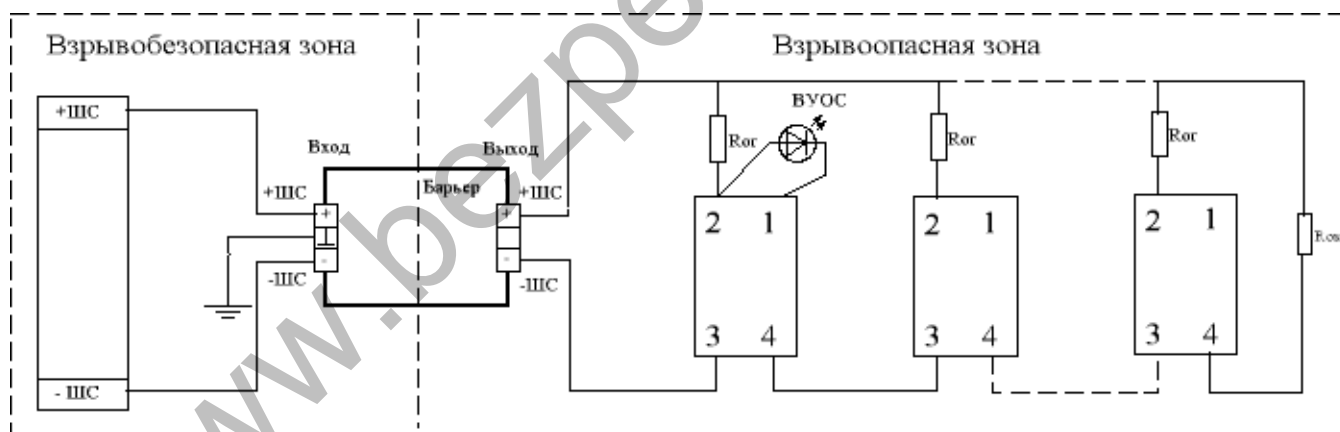 Взрывобезопасная зона
Взрывоопасная зона
+ШС
- ШС
Вход
Выход
+ШС
Барьер
+ШС
+
+
-
-
-ШС
-ШС
Rог
ВУОС
Rог
Rог
2 1
3 4
2 1
3 4
2 1
3 4
www.bezpe